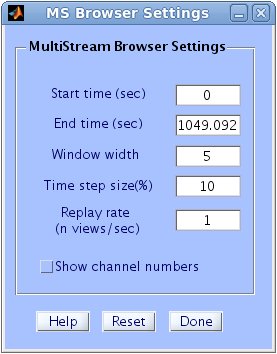 MS Browser Settings
MultiStream Browser Settings
Start time (sec) 0
End time (sec) 1049.092
Window width 5
Time step size(%) 10
Replay rate
(n views/sec) 1
Show channel numbers
Help Reset Done